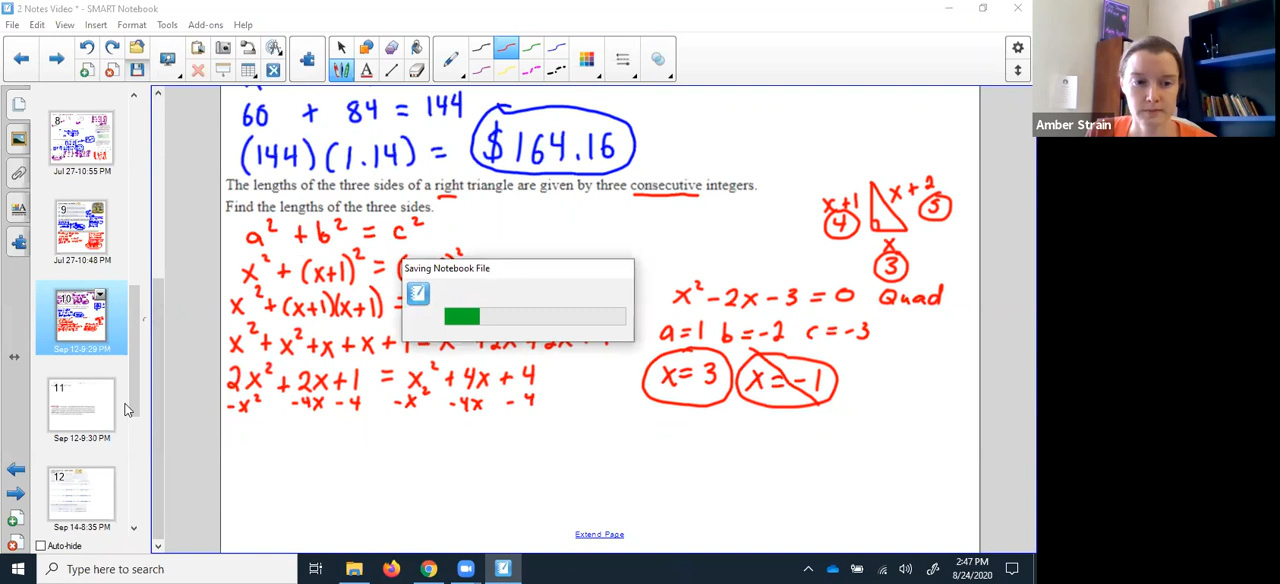 2 Notes Video * - SMART Notebook
File Edit View Insert Format Tools Add-ons Help
Amber Strain
8
Jul 27-10:55 PM
9
Jul 27-10:48 PM
10
Sep 12-9:29 PM
11
Sep 12-9:30 PM
12
Sep 14-8:35 PM
Auto-hide
60 + 84 = 144
(144)(1.14) = $164.16
The lengths of the three sides of a right triangle are given by three consecutive integers.
Find the lengths of the three sides.
x+1
4
x+2
5
x
3
a² + b² = c²
x² + (x+1)² = (
x² + (x+1)(x+1) =
x² + x² + x + x + 1
2x² + 2x + 1 = x² + 4x + 4
-x² -4x -4 -x² -4x -4
Saving Notebook File
x² - 2x - 3 = 0 Quad
a=1 b=-2 c=-3
x=3 x=-1
Extend Page
Type here to search
2:47 PM
8/24/2020